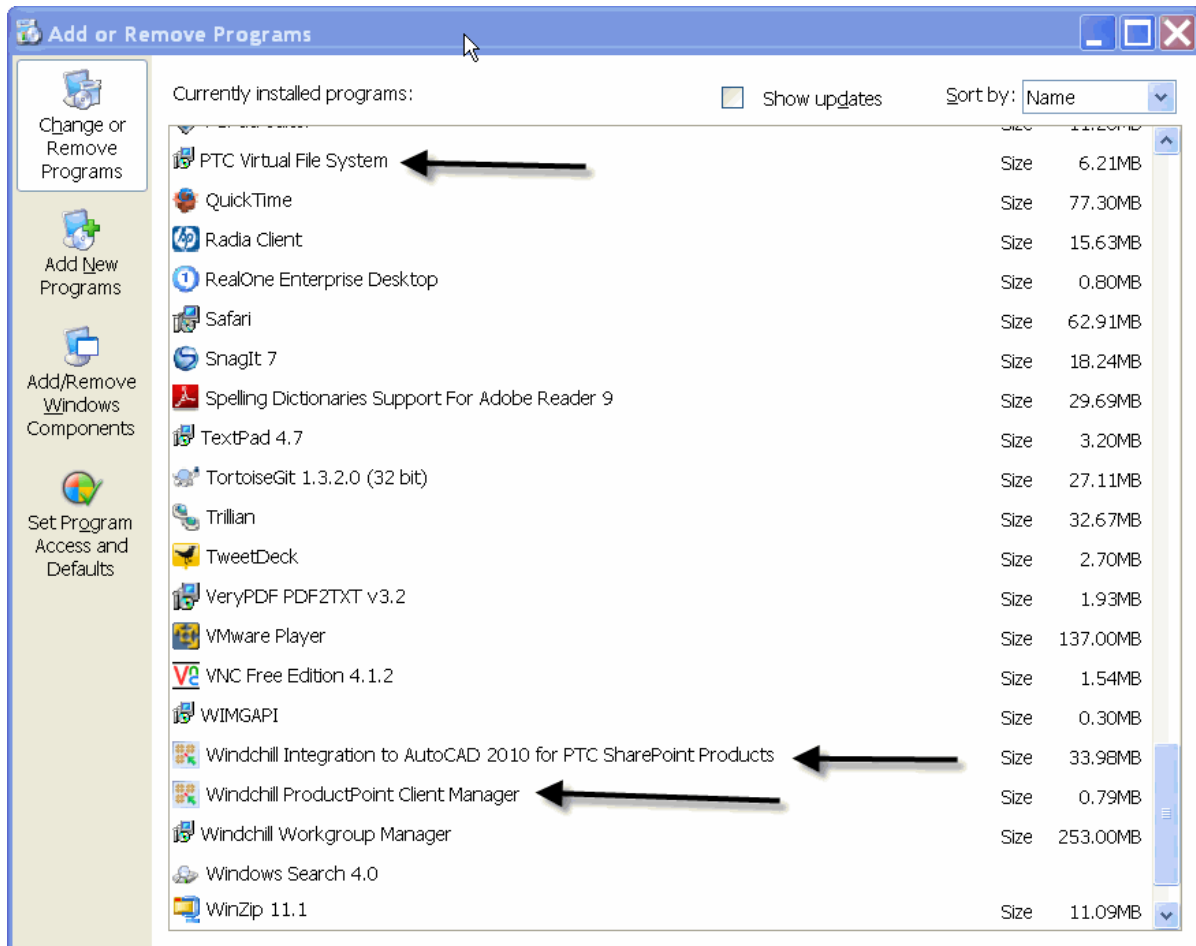 Add or Remove Programs
Change or
Remove
Programs
Add New
Programs
Add/Remove
Windows
Components
Set Program
Access and
Defaults
Currently installed programs:
Show updates
Sort by: Name
PTC Virtual File System Size 6.21MB
QuickTime Size 77.30MB
Radia Client Size 15.63MB
RealOne Enterprise Desktop Size 0.80MB
Safari Size 62.91MB
SnagIt 7 Size 18.24MB
Spelling Dictionaries Support For Adobe Reader 9 Size 29.69MB
TextPad 4.7 Size 3.20MB
TortoiseGit 1.3.2.0 (32 bit) Size 27.11MB
Trillian Size 32.67MB
TweetDeck Size 2.70MB
VeryPDF PDF2TXT v3.2 Size 1.93MB
VMware Player Size 137.00MB
VNC Free Edition 4.1.2 Size 1.54MB
WIMGAPI Size 0.30MB
Windchill Integration to AutoCAD 2010 for PTC SharePoint Products Size 33.98MB
Windchill ProductPoint Client Manager Size 0.79MB
Windchill Workgroup Manager Size 253.00MB
Windows Search 4.0
WinZip 11.1 Size 11.09MB